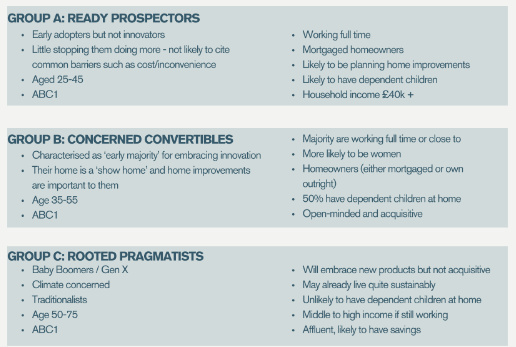 GROUP A: READY PROSPECTORS
• Early adopters but not innovators
• Little stopping them doing more - not likely to cite
common barriers such as cost/inconvenience
• Aged 25-45
• ABC1
• Working full time
• Mortgaged homeowners
• Likely to be planning home improvements
• Likely to have dependent children
• Household income £40k +
GROUP B: CONCERNED CONVERTIBLES
• Characterised as ‘early majority’ for embracing innovation
• Their home is a ‘show home’ and home improvements
are important to them
• Age 35-55
• ABC1
• Majority are working full time or close to
• More likely to be women
• Homeowners (either mortgaged or own
outright)
• 50% have dependent children at home
• Open-minded and acquisitive
GROUP C: ROOTED PRAGMATISTS
• Baby Boomers / Gen X
• Climate concerned
• Traditionalists
• Age 50-75
• ABC1
• Will embrace new products but not acquisitive
• May already live quite sustainably
• Unlikely to have dependent children at home
• Middle to high income if still working
• Affluent, likely to have savings